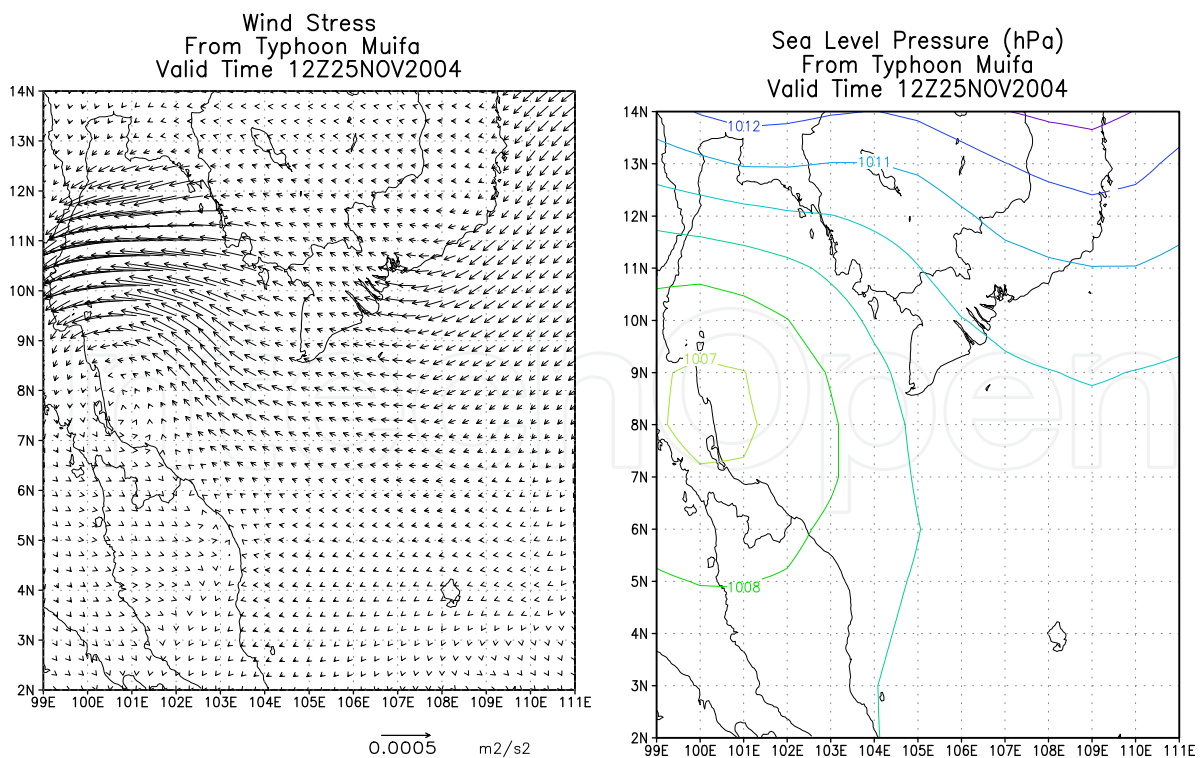 Wind Stress
From Typhoon Muifa
Valid Time 12Z25NOV2004
14N
13N
12N
11N
10N
9N
8N
7N
6N
5N
4N
3N
2N
99E 100E 101E 102E 103E 104E 105E 106E 107E 108E 109E 110E 111E
0.0005 m2/s2
Sea Level Pressure (hPa)
From Typhoon Muifa
Valid Time 12Z25NOV2004
14N
1012
13N
1011
12N
11N
10N
1007
9N
8N
7N
6N
5N
1008
4N
3N
2N
99E 100E 101E 102E 103E 104E 105E 106E 107E 108E 109E 110E 111E
InTechOpen